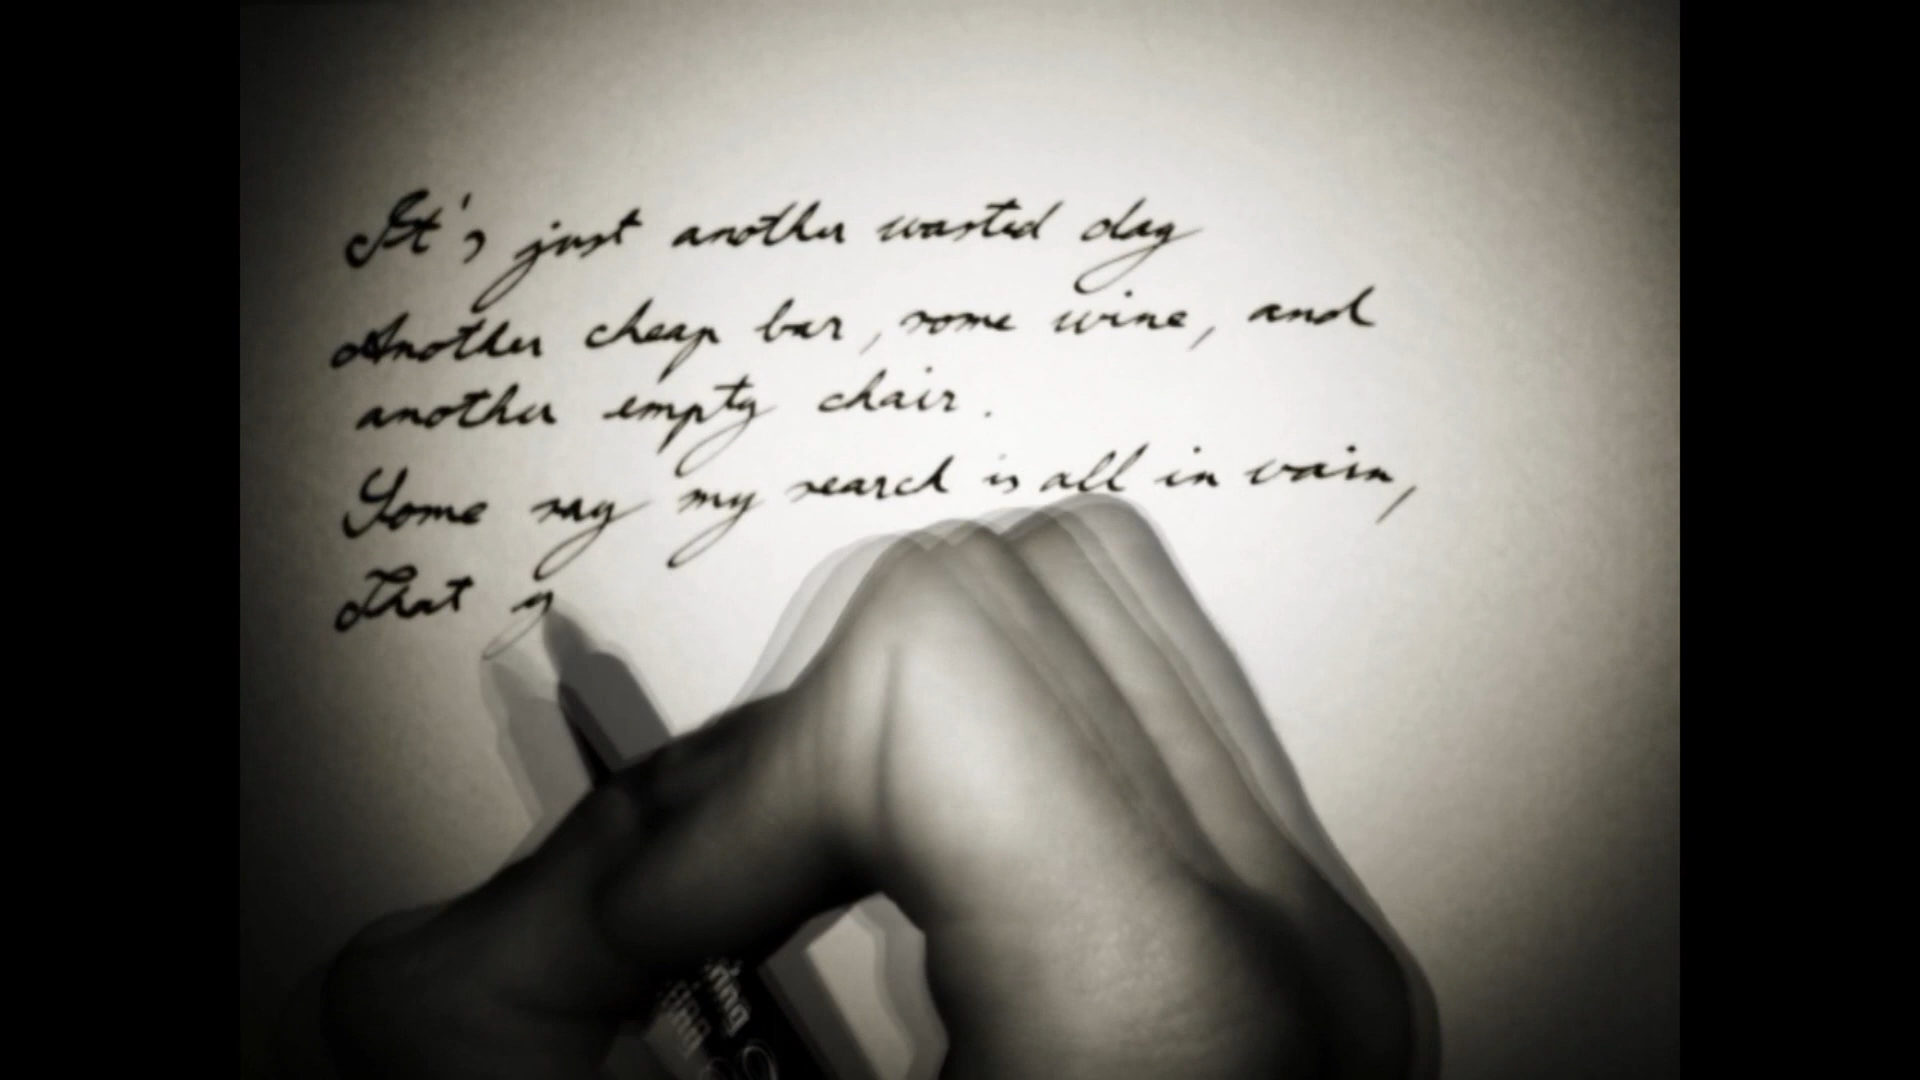 It's just another wasted day
Another cheap bar, some wine, and
another empty chair.
Some say my search is all in vain,
That y